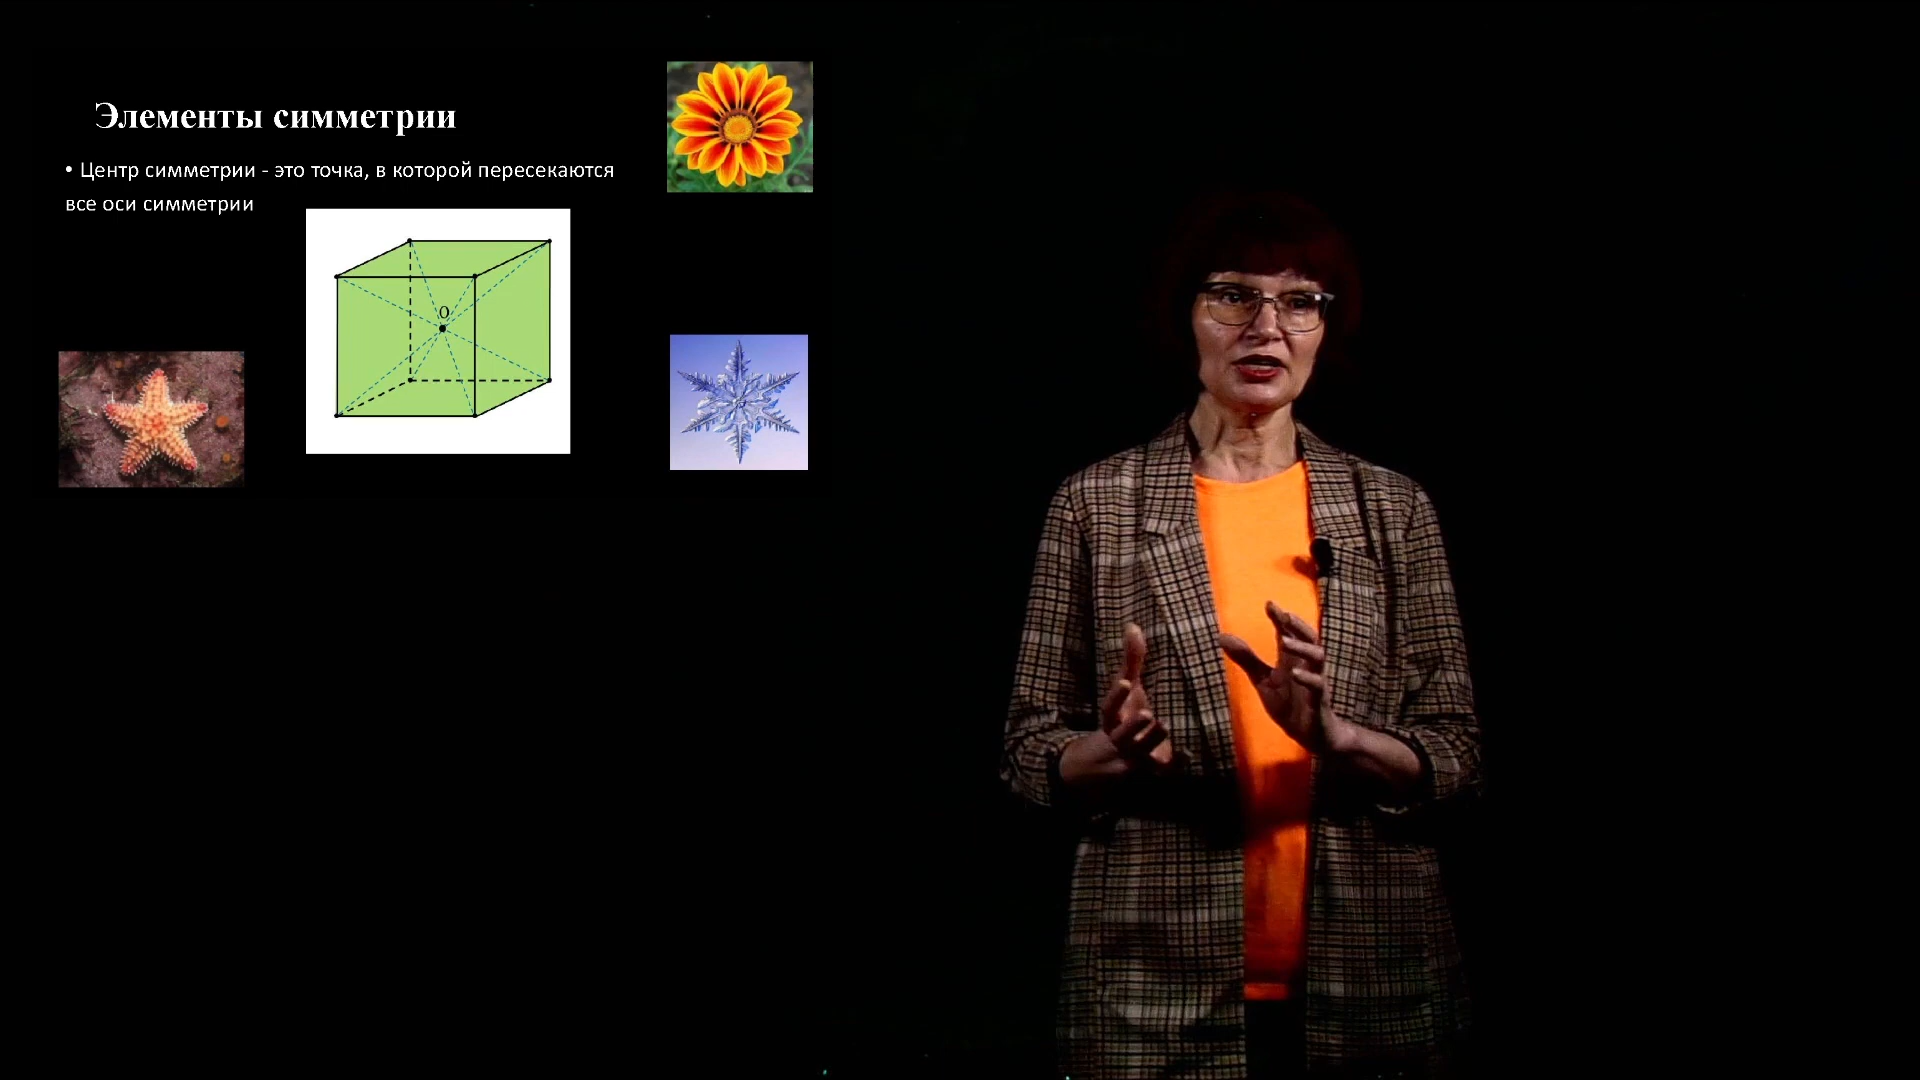 Элементы симметрии
• Центр симметрии - это точка, в которой пересекаются
все оси симметрии
O